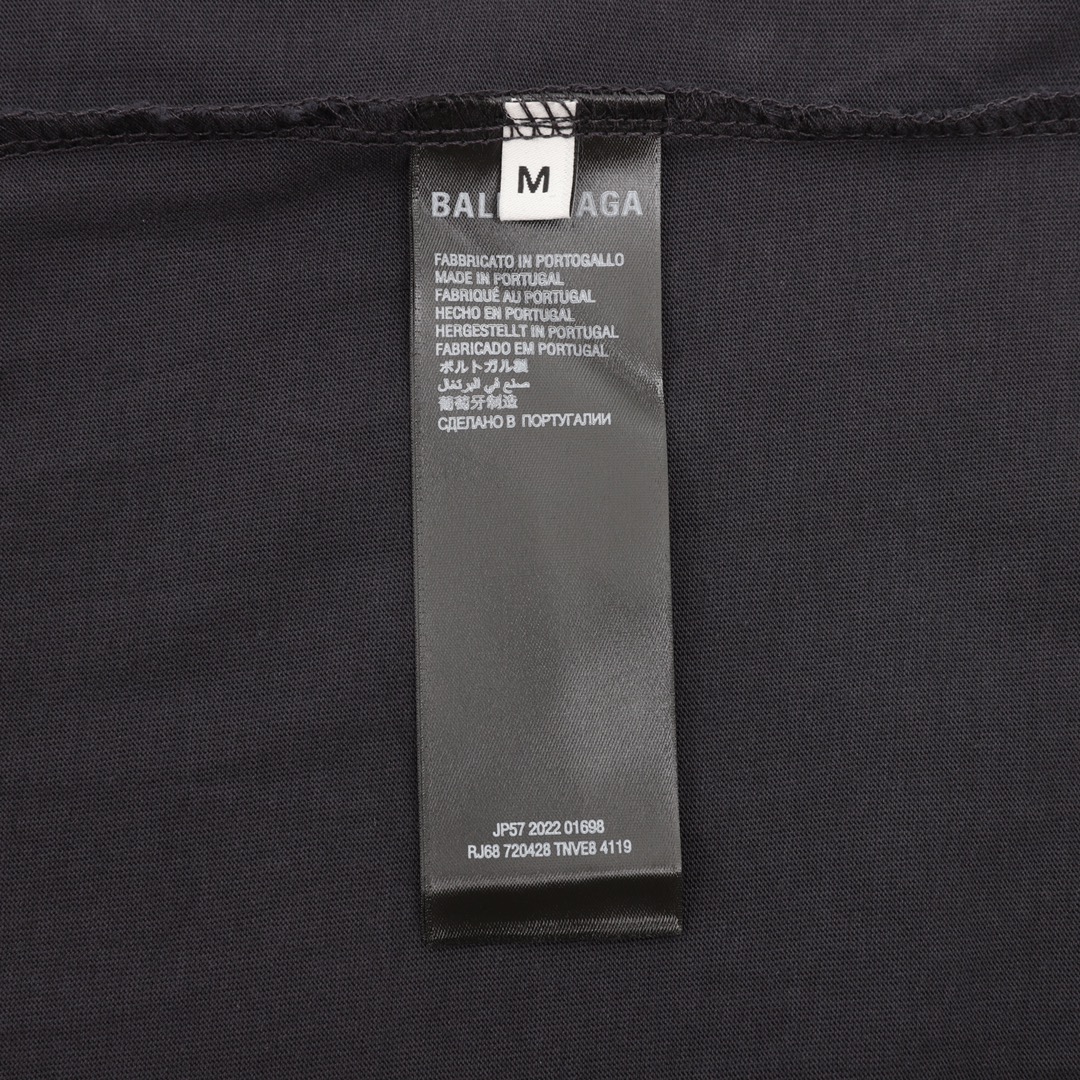 M
BAL AGA
FABBRICATO IN PORTOGALLO
MADE IN PORTUGAL
FABRIQUÉ AU PORTUGAL
HECHO EN PORTUGAL
HERGESTELLT IN PORTUGAL
FABRICADO EM PORTUGAL
ポルトガル製
صنع في البرتغال
葡萄牙制造
СДЕЛАНО В ПОРТУГАЛИИ
JP57 2022 01698
RJ68 720428 TNVE8 4119